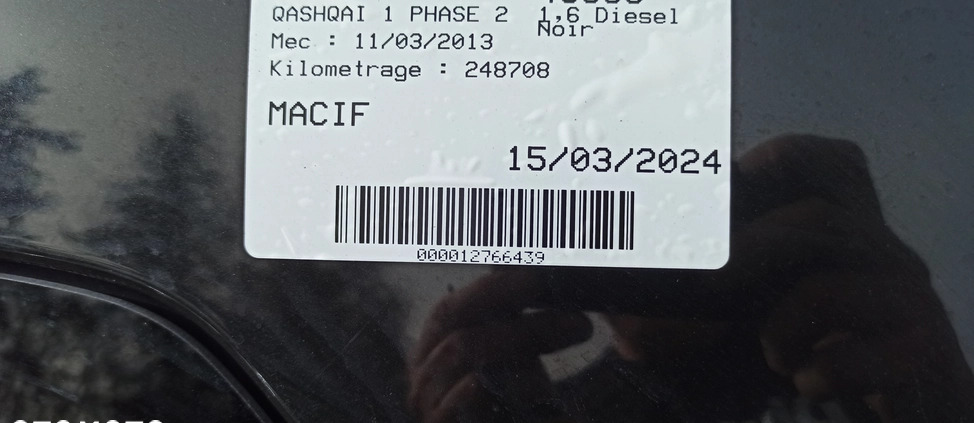 QASHQAI 1 PHASE 2 1,6 Diesel
Noir
Mec : 11/03/2013
Kilometrage : 248708
MACIF
15/03/2024
000012766439